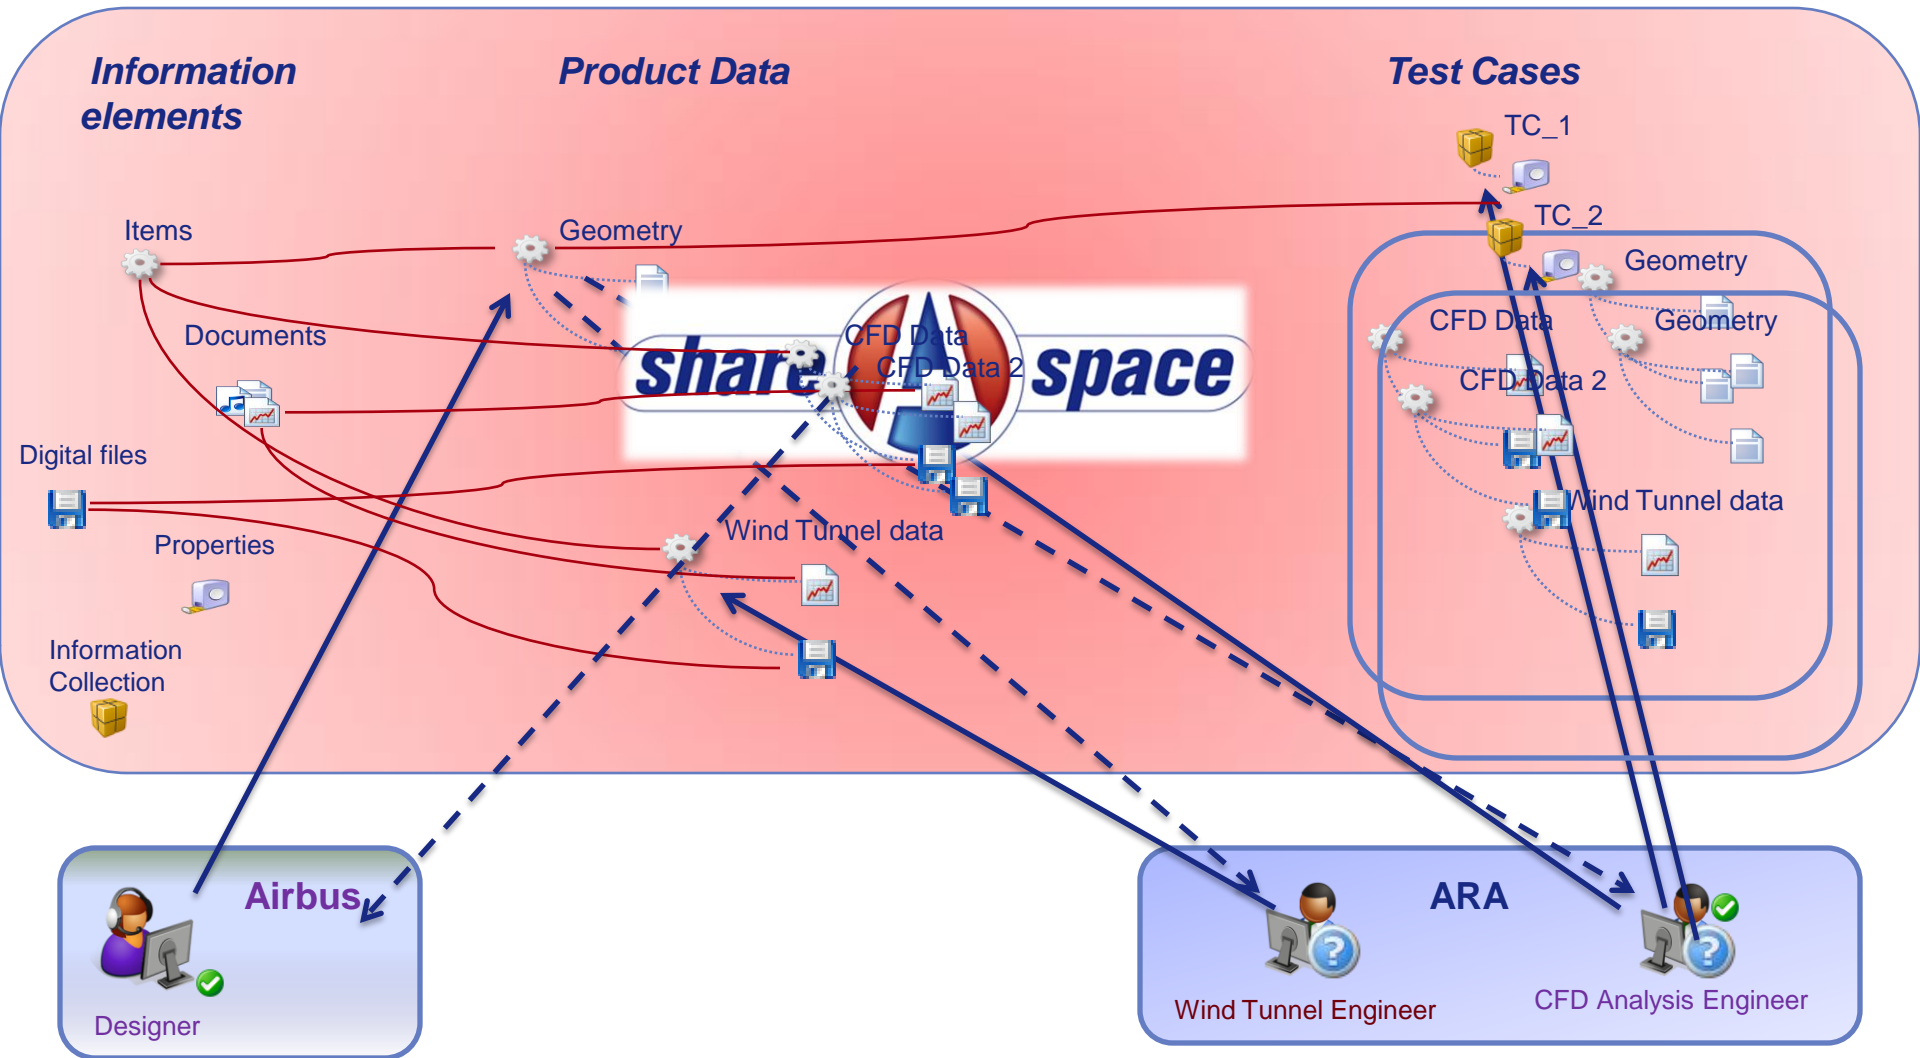 Information
elements
Product Data
Test Cases
TC_1
TC_2
Items
Geometry
Geometry
Geometry
Documents
CFD Data
CFD Data 2
share space
CFD Data
CFD Data 2
Digital files
Wind Tunnel data
Wind Tunnel data
Properties
Information
Collection
Airbus
ARA
Designer
Wind Tunnel Engineer
CFD Analysis Engineer